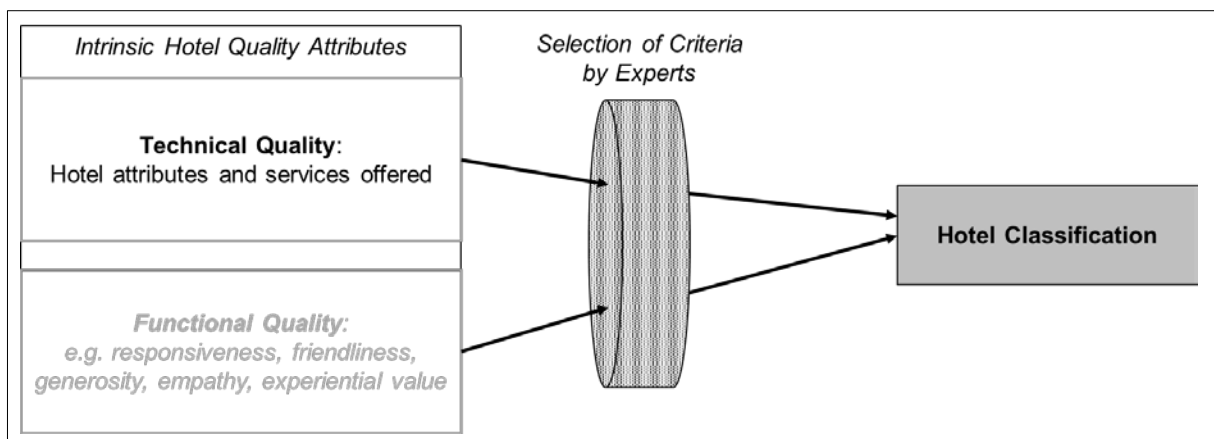 Intrinsic Hotel Quality Attributes
Selection of Criteria
by Experts
Technical Quality:
Hotel attributes and services offered
Hotel Classification
Functional Quality:
e.g. responsiveness, friendliness,
generosity, empathy, experiential value